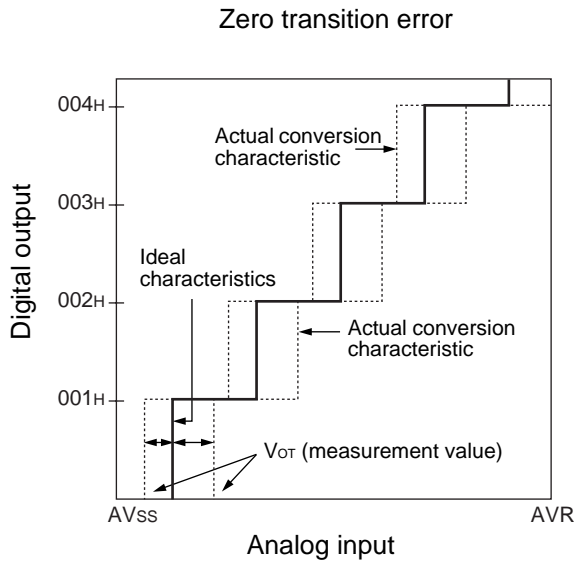 Zero transition error
004H
Actual conversion
characteristic
003H
Ideal
characteristics
Digital output
002H
Actual conversion
characteristic
001H
VOT (measurement value)
AVSS
AVR
Analog input